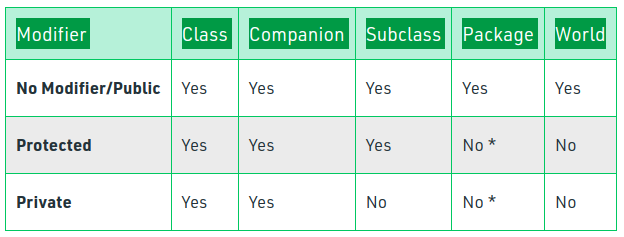 Modifier Class Companion Subclass Package World
No Modifier/Public Yes Yes Yes Yes Yes
Protected Yes Yes Yes No * No
Private Yes Yes No No * No